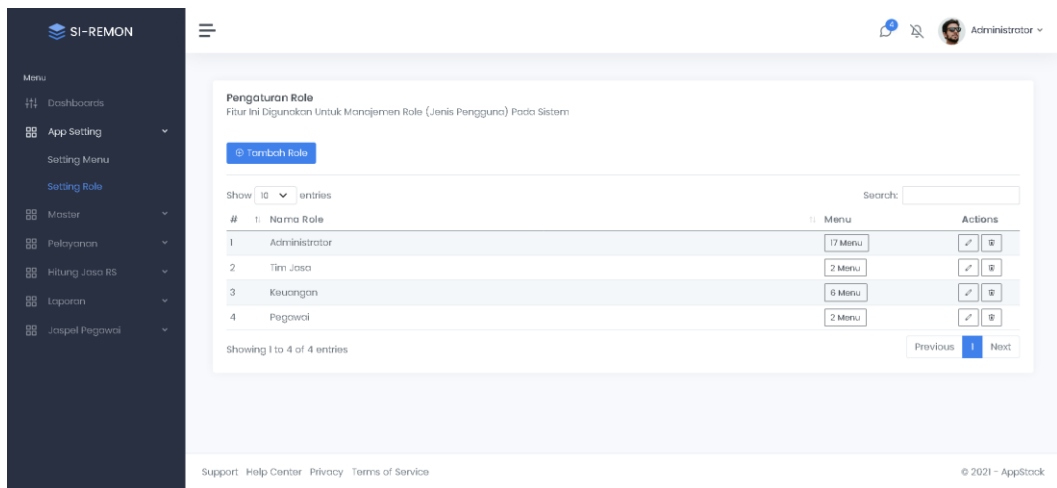 SI-REMON
4
Administrator
Menu
Dashboards
App Setting
Setting Menu
Setting Role
Master
Pelayanan
Hitung Jasa RS
Laporan
Jaspel Pegawai
Pengaturan Role
Fitur Ini Digunakan Untuk Manajemen Role (Jenis Pengguna) Pada Sistem
Tambah Role
Show 10 entries Search:
# Nama Role Menu Actions
1 Administrator 17 Menu
2 Tim Jasa 2 Menu
3 Keuangan 6 Menu
4 Pegawai 2 Menu
Showing 1 to 4 of 4 entries Previous 1 Next
Support Help Center Privacy Terms of Service © 2021 - AppStack